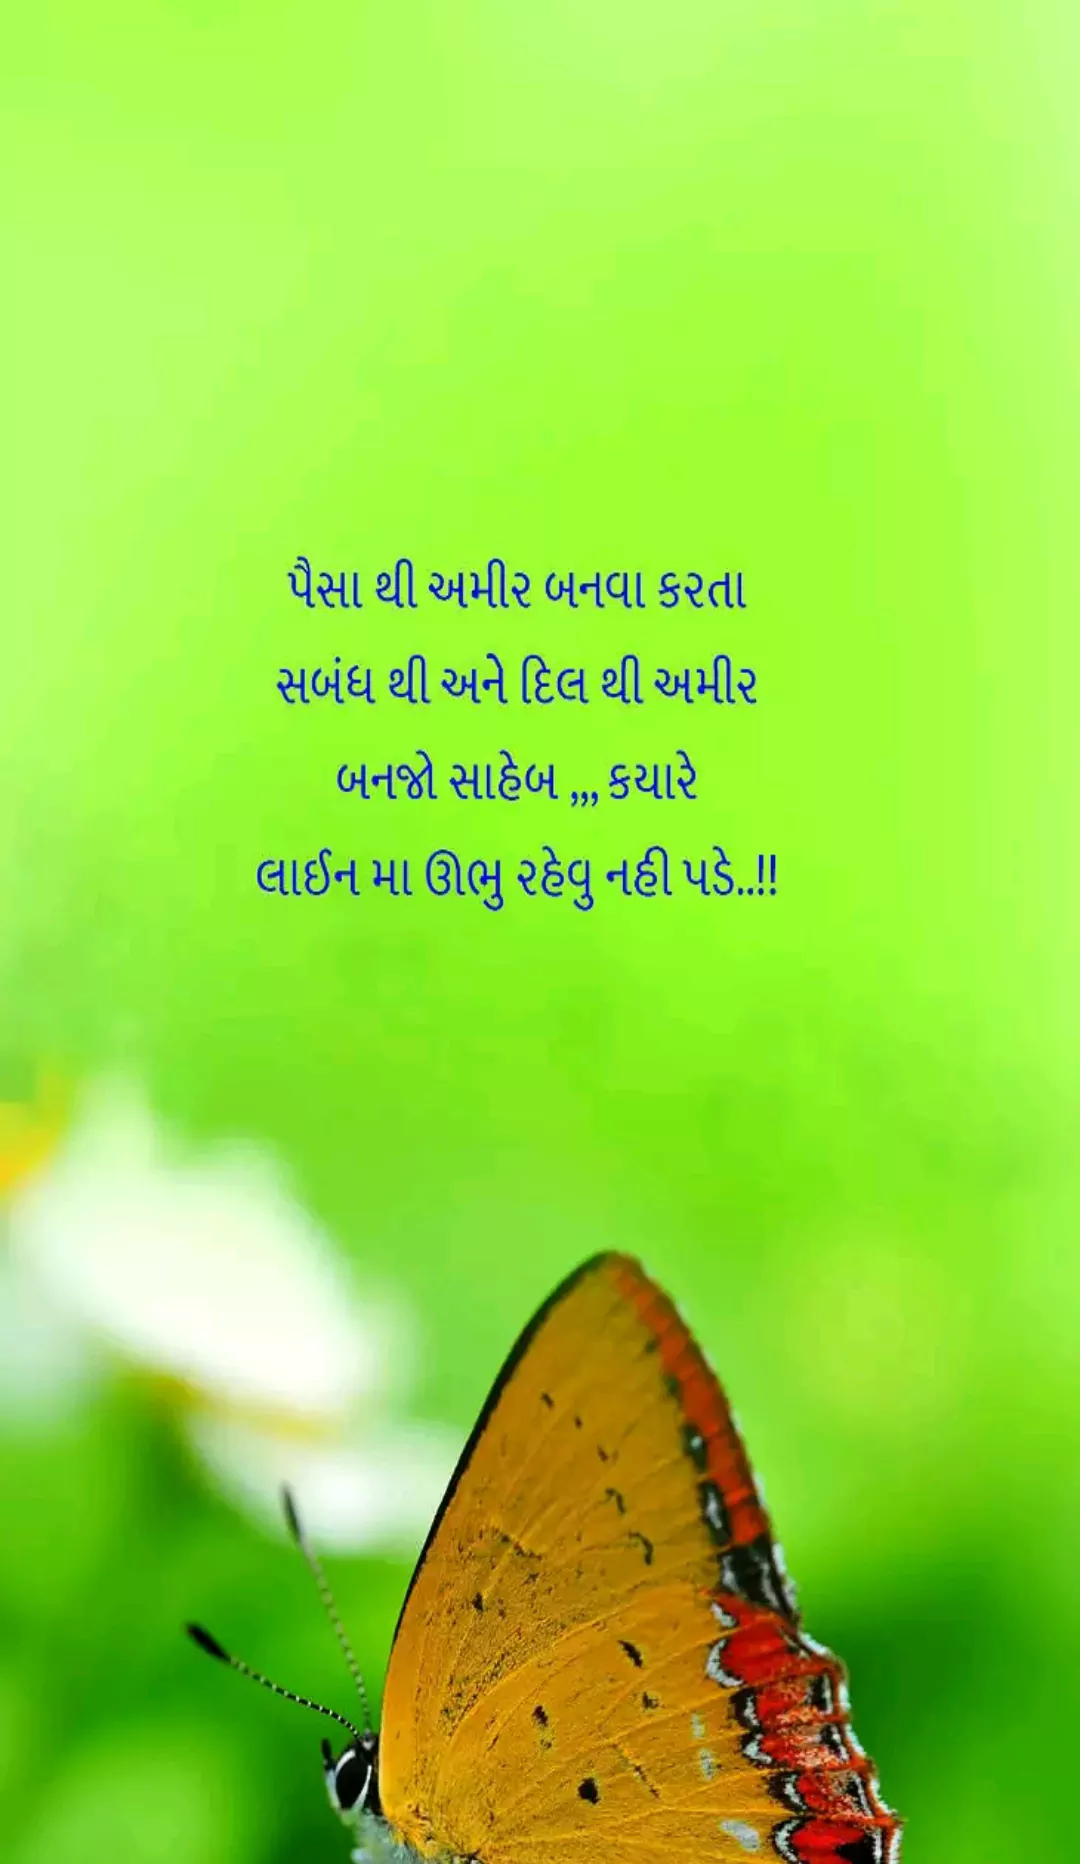 પૈસા થી અમીર બનવા કરતા
સબંધ થી અને દિલ થી અમીર
બનજો સાહેબ ,,, કયારે
લાઈન મા ઊભુ રહેવુ નહી પડે..!!